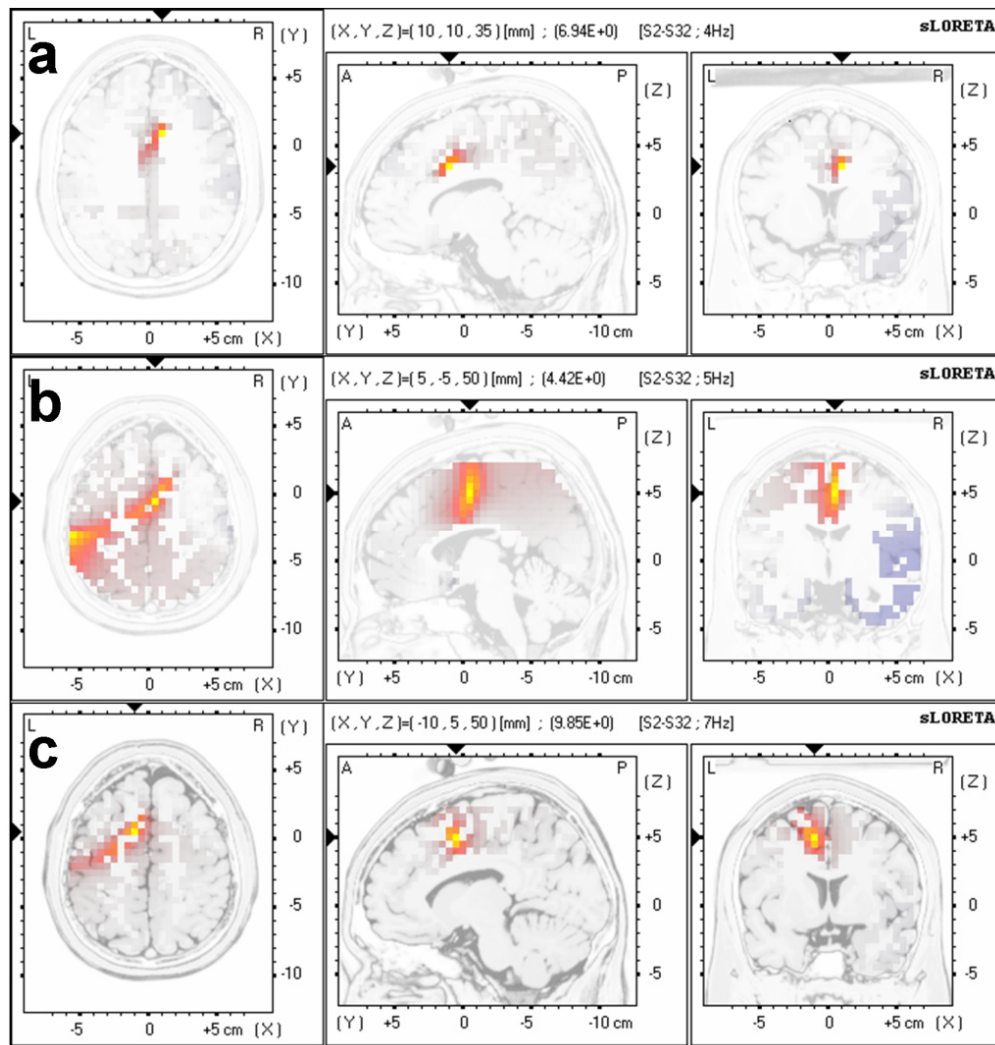 a
(X,Y,Z)=(10,10,35)[mm] ; (6.94E+0) [S2-S32 ; 4Hz] sLORETA
L R (Y)
+5
0
-5
-10
-5 0 +5 cm (X)
A P (Z)
+5
0
-5
(Y) +5 0 -5 -10 cm
L R (Z)
+5
0
-5
-5 0 +5 cm (X)
b
(X,Y,Z)=(5,-5,50)[mm] ; (4.42E+0) [S2-S32 ; 5Hz] sLORETA
L R (Y)
+5
0
-5
-10
-5 0 +5 cm (X)
A P (Z)
+5
0
-5
(Y) +5 0 -5 -10 cm
L R (Z)
+5
0
-5
-5 0 +5 cm (X)
c
(X,Y,Z)=(-10,5,50)[mm] ; (9.85E+0) [S2-S32 ; 7Hz] sLORETA
L R (Y)
+5
0
-5
-10
-5 0 +5 cm (X)
A P (Z)
+5
0
-5
(Y) +5 0 -5 -10 cm
L R (Z)
+5
0
-5
-5 0 +5 cm (X)